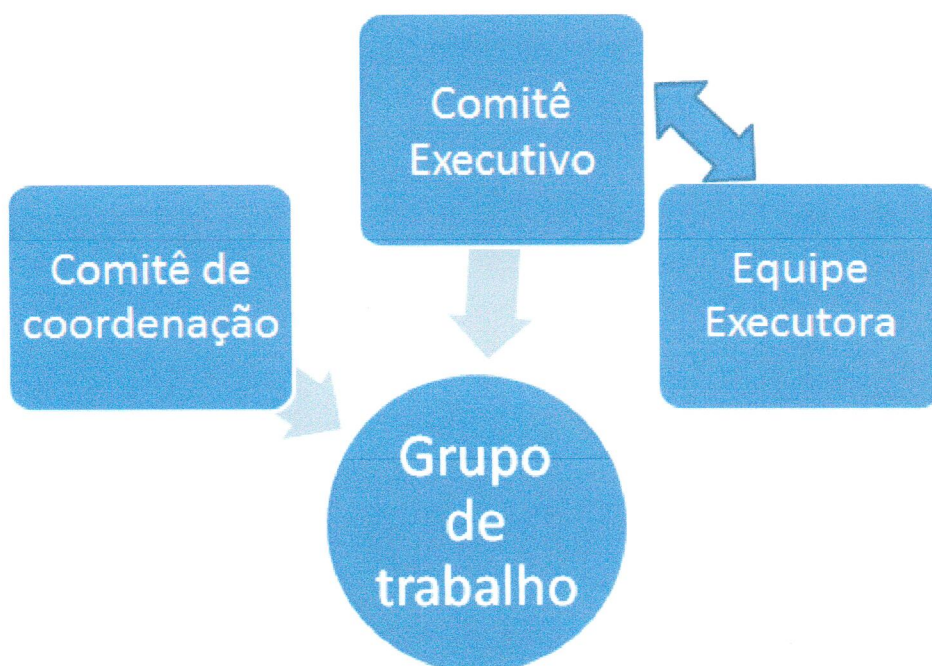 Comitê
Executivo
Comitê de
coordenação
Equipe
Executora
Grupo
de
trabalho